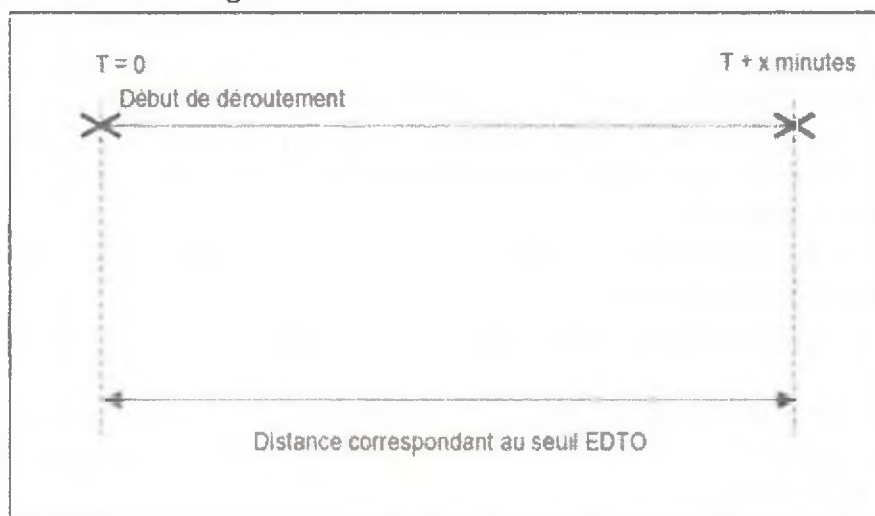 T = 0
T + x minutes
Début de déroutement
Distance correspondant au seuil EDTO